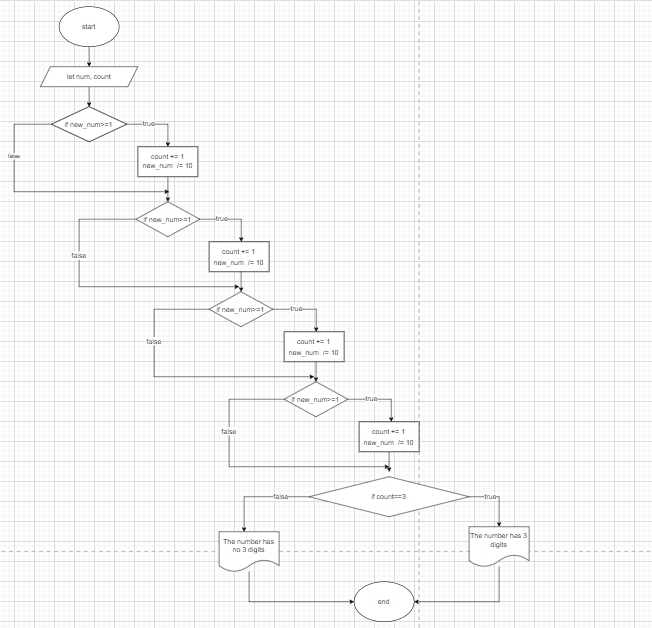 start
let num, count
if new_num>=1
true
false
count += 1
new_num /= 10
if new_num>=1
true
false
count += 1
new_num /= 10
if new_num>=1
true
false
count += 1
new_num /= 10
if new_num>=1
true
false
count += 1
new_num /= 10
false
if count==3
true
The number has
no 3 digits
The number has 3
digits
end